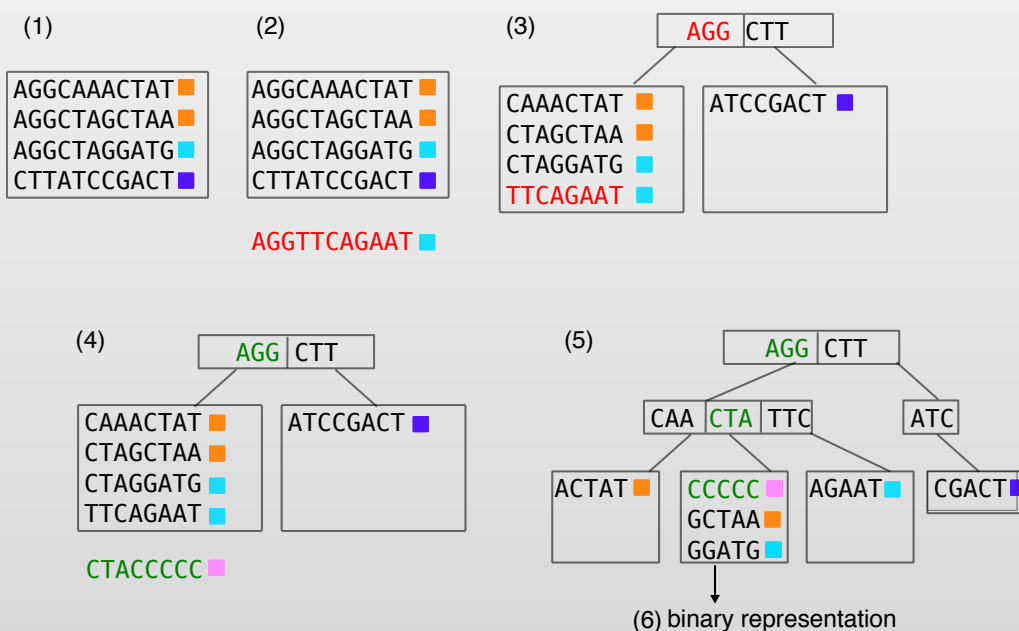 (1)
AGGCAAACTAT
AGGCTAGCTAA
AGGCTAGGATG
CTTATCCGACT
(2)
AGGCAAACTAT
AGGCTAGCTAA
AGGCTAGGATG
CTTATCCGACT
AGGTTCAGAAT
(3)
AGG CTT
CAAACTAT
CTAGCTAA
CTAGGATG
TTCAGAAT
ATCCGACT
(4)
AGG CTT
CAAACTAT
CTAGCTAA
CTAGGATG
TTCAGAAT
ATCCGACT
CTACCCCC
(5)
AGG CTT
CAA CTA TTC
ATC
ACTAT
CCCCC
GCTAA
GGATG
AGAAT
CGACT
(6) binary representation